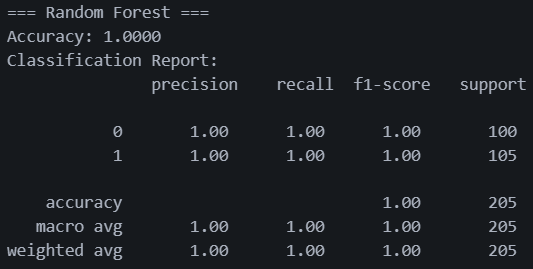 === Random Forest ===
Accuracy: 1.0000
Classification Report:
precision recall f1-score support
0 1.00 1.00 1.00 100
1 1.00 1.00 1.00 105
accuracy 1.00 205
macro avg 1.00 1.00 1.00 205
weighted avg 1.00 1.00 1.00 205